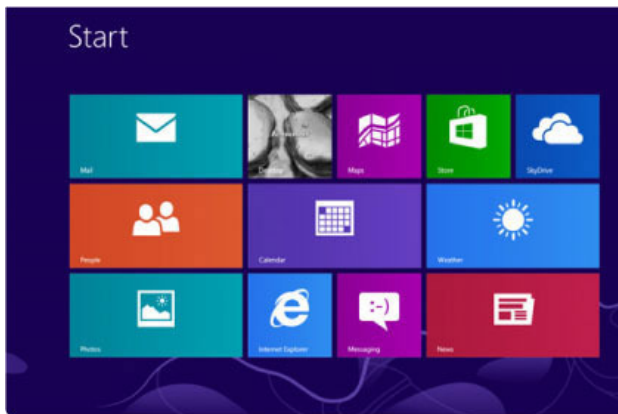 Start
Mail
Desktop
Maps
Store
SkyDrive
People
Calendar
Weather
Photos
Internet Explorer
:-)
Messaging
News